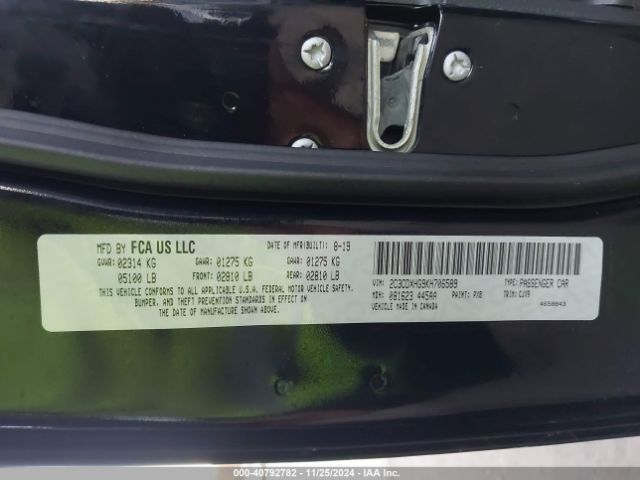 MFD BY FCA US LLC DATE OF MFR(BUILT): 8-19
GVWR: 02314 KG GAWR: 01275 KG GAWR: 01275 KG
05100 LB FRONT: 02810 LB REAR: 02810 LB
THIS VEHICLE CONFORMS TO ALL APPLICABLE U.S.A. FEDERAL MOTOR VEHICLE SAFETY,
BUMPER, AND THEFT PREVENTION STANDARDS IN EFFECT ON
THE DATE OF MANUFACTURE SHOWN ABOVE.
VIN: 2C3CDXHG9KH706589 TYPE: PASSENGER CAR
MDH: 081623 445AA PAINT: PX8 TRIM: CJX9
VEHICLE MADE IN CANADA 4658843
100-40792782 - 11/25/2024 - IAA Inc.